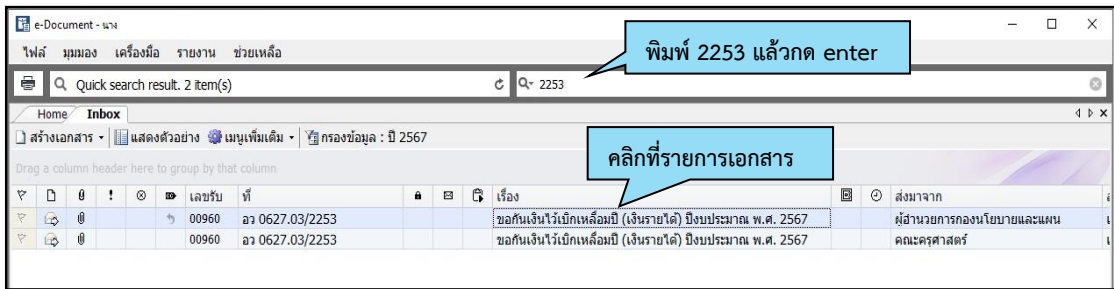 e-Document - นาง
ไฟล์ มุมมอง เครื่องมือ รายงาน ช่วยเหลือ
พิมพ์ 2253 แล้วกด enter
Quick search result. 2 item(s) 2253
Home Inbox
สร้างเอกสาร แสดงตัวอย่าง เมนูเพิ่มเติม กรองข้อมูล : ปี 2567
คลิกที่รายการเอกสาร
Drag a column header here to group by that column
เลขรับ ที่ เรื่อง ส่งมาจาก
00960 อว 0627.03/2253 ขอกันเงินไว้เบิกเหลื่อมปี (เงินรายได้) ปีงบประมาณ พ.ศ. 2567 ผู้อำนวยการกองนโยบายและแผน
00960 อว 0627.03/2253 ขอกันเงินไว้เบิกเหลื่อมปี (เงินรายได้) ปีงบประมาณ พ.ศ. 2567 คณะครุศาสตร์